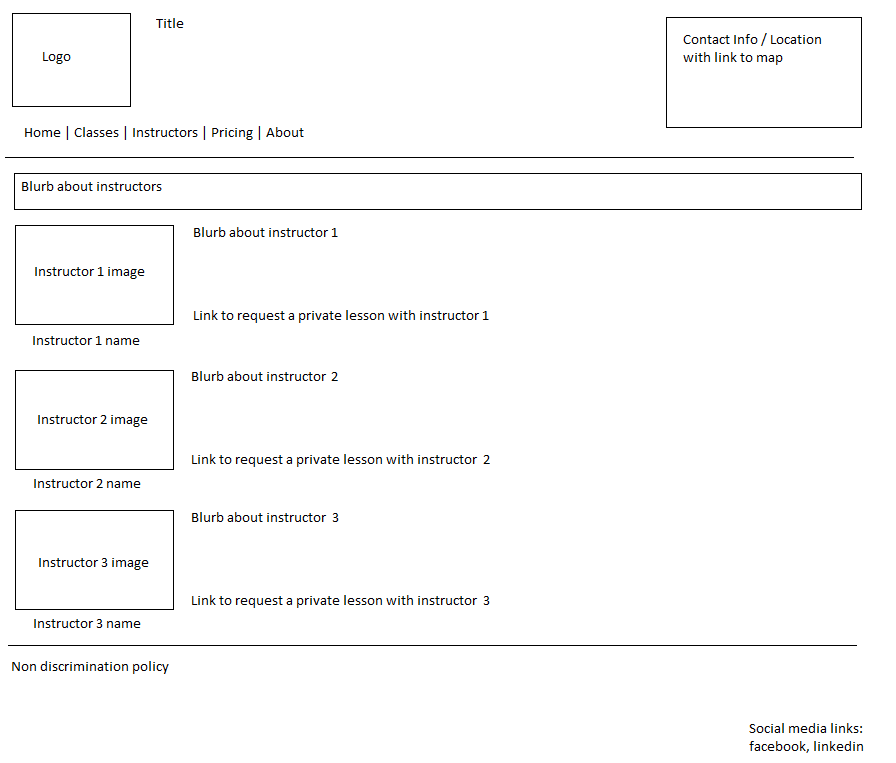 Logo
Title
Contact Info / Location
with link to map
Home | Classes | Instructors | Pricing | About
Blurb about instructors
Instructor 1 image
Blurb about instructor 1
Link to request a private lesson with instructor 1
Instructor 1 name
Instructor 2 image
Blurb about instructor 2
Link to request a private lesson with instructor 2
Instructor 2 name
Instructor 3 image
Blurb about instructor 3
Link to request a private lesson with instructor 3
Instructor 3 name
Non discrimination policy
Social media links:
facebook, linkedin